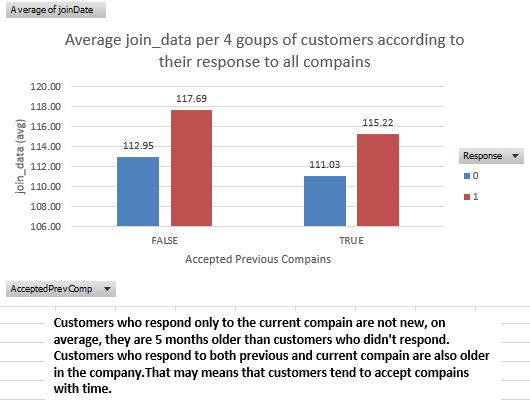 Average of joinDate
Average join_data per 4 goups of customers according to
their response to all compains
120.00
118.00
116.00
114.00
112.00
110.00
108.00
106.00
join_data (avg)
112.95
117.69
111.03
115.22
FALSE
TRUE
Accepted Previous Compains
Response
0
1
AcceptedPrevComp
Customers who respond only to the current compain are not new, on
average, they are 5 months older than customers who didn't respond.
Customers who respond to both previous and current compain are also older
in the company.That may means that customers tend to accept compains
with time.